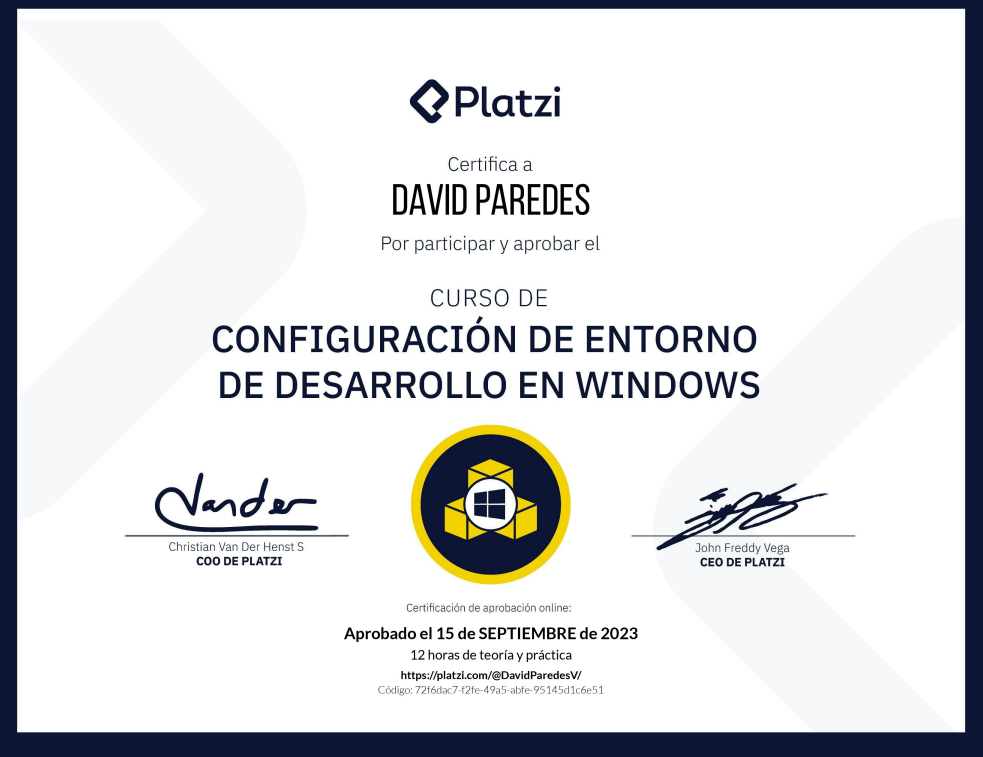 Platzi
Certifica a
DAVID PAREDES
Por participar y aprobar el
CURSO DE
CONFIGURACIÓN DE ENTORNO
DE DESARROLLO EN WINDOWS
Vander
Christian Van Der Henst S
COO DE PLATZI
John Freddy Vega
CEO DE PLATZI
Certificación de aprobación online:
Aprobado el 15 de SEPTIEMBRE de 2023
12 horas de teoría y práctica
https://platzi.com/@DavidParedesV/
Código: 72f6dac7-f2fe-49a5-abfe-95145d1c6e51